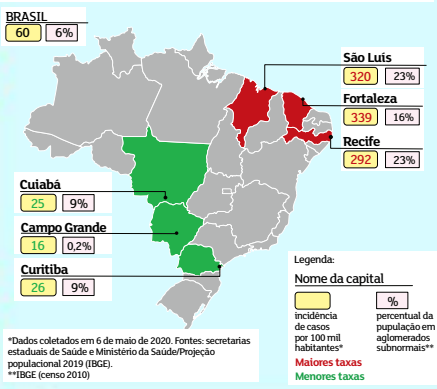 BRASIL
60 6%
São Luís
320 23%
Fortaleza
339 16%
Recife
292 23%
Cuiabá
25 9%
Campo Grande
16 0,2%
Curitiba
26 9%
Legenda:
Nome da capital
%
incidência
de casos
por 100 mil
habitantes*
percentual da
pupulação em
aglomerados
subnormais**
Maiores taxas
Menores taxas
*Dados coletados em 6 de maio de 2020. Fontes: secretarias
estaduais de Saúde e Ministério da Saúde/Projeção
populacional 2019 (IBGE).
**IBGE (censo 2010)